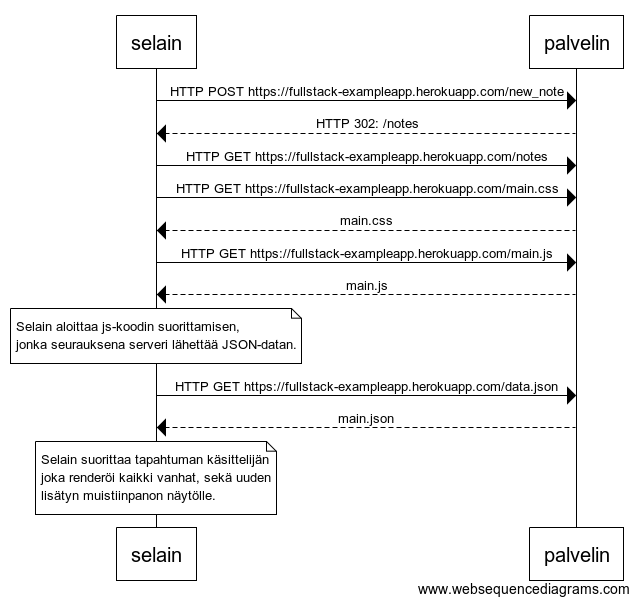 selain
palvelin
HTTP POST https://fullstack-exampleapp.herokuapp.com/new_note
HTTP 302: /notes
HTTP GET https://fullstack-exampleapp.herokuapp.com/notes
HTTP GET https://fullstack-exampleapp.herokuapp.com/main.css
main.css
HTTP GET https://fullstack-exampleapp.herokuapp.com/main.js
main.js
Selain aloittaa js-koodin suorittamisen,
jonka seurauksena serveri lähettää JSON-datan.
HTTP GET https://fullstack-exampleapp.herokuapp.com/data.json
main.json
Selain suorittaa tapahtuman käsittelijän
joka renderöi kaikki vanhat, sekä uuden
lisätyn muistiinpanon näytölle.
selain
palvelin
www.websequencediagrams.com